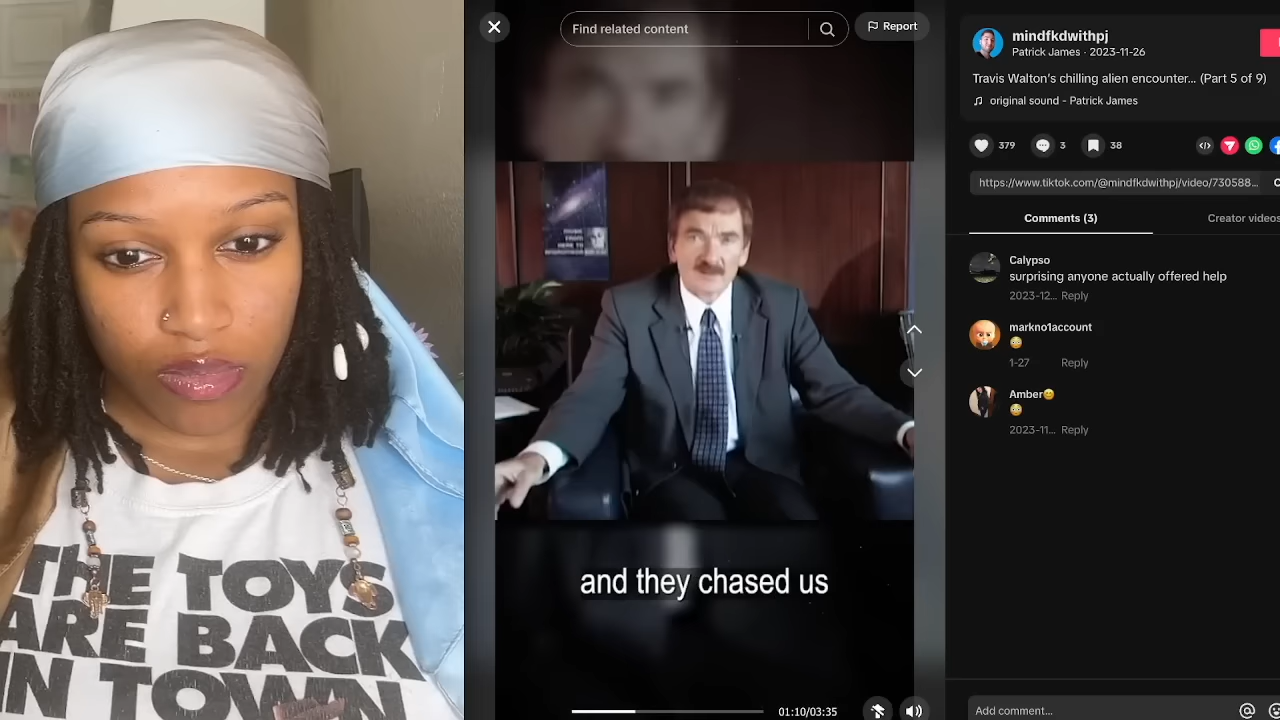 THE TOYS
ARE BACK
IN TOWN
Find related content
Report
and they chased us
01:10/03:35
mindfkdwithpj
Patrick James · 2023-11-26
Travis Walton's chilling alien encounter... (Part 5 of 9)
original sound - Patrick James
379
3
38
https://www.tiktok.com/@mindfkdwithpj/video/730588...
Comments (3)
Creator video
Calypso
surprising anyone actually offered help
2023-12... Reply
markno1account
😳
1-27 Reply
Amber😊
😳
2023-11... Reply
Add comment...